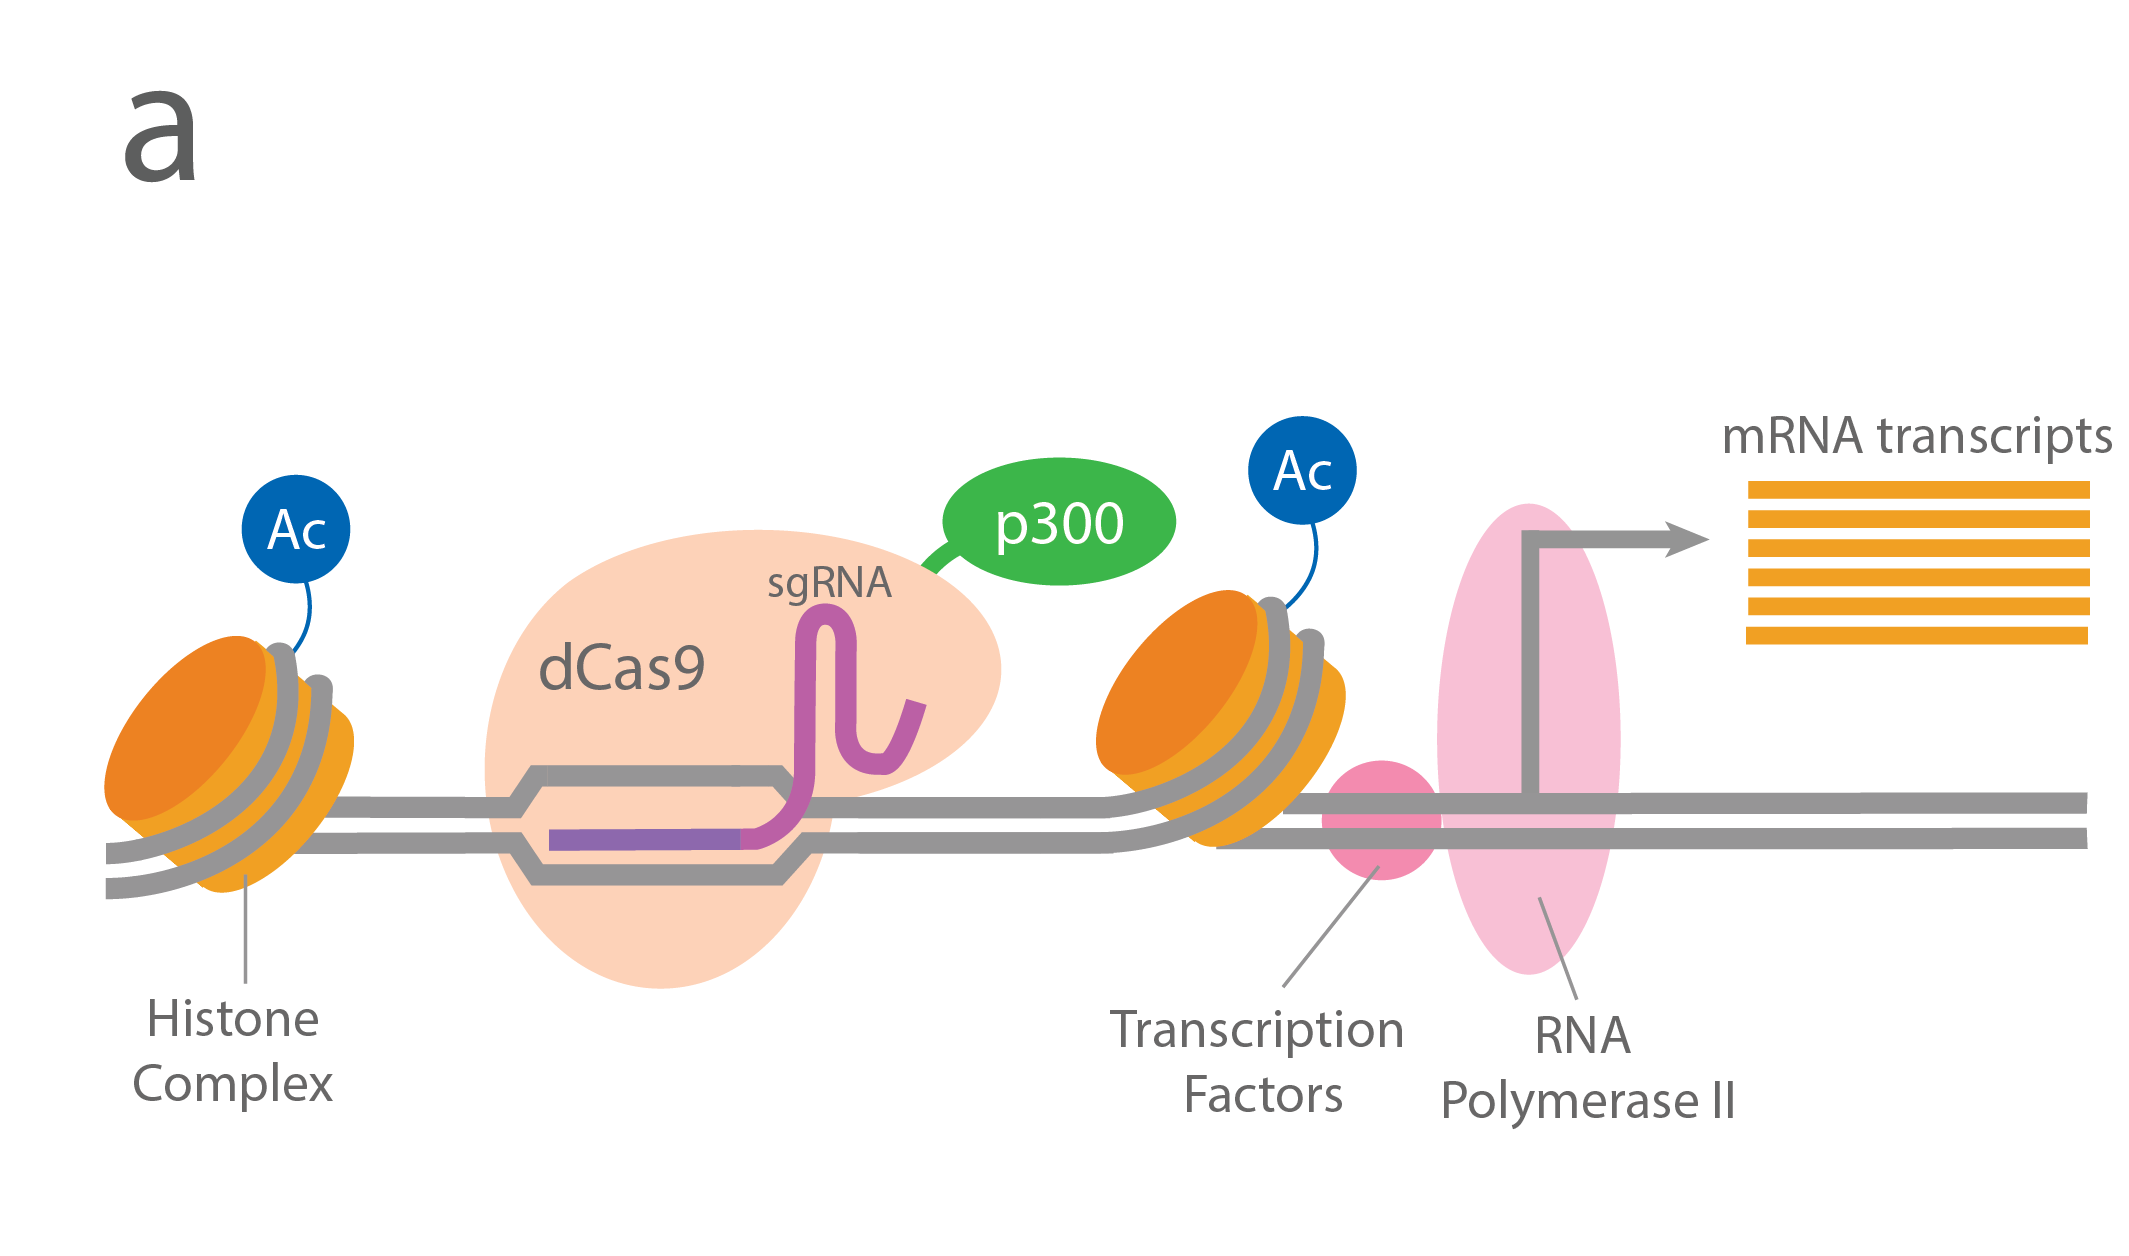 a
mRNA transcripts
Ac
Ac
p300
sgRNA
dCas9
Histone
Complex
Transcription
Factors
RNA
Polymerase II